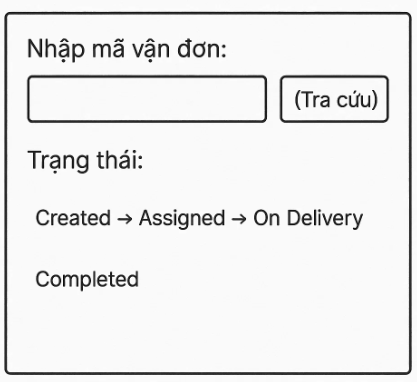 Nhập mã vận đơn:
(Tra cứu)
Trạng thái:
Created → Assigned → On Delivery
Completed